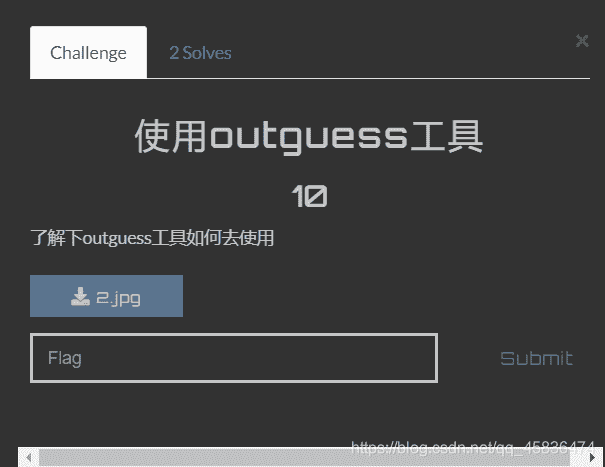 Challenge
2 Solves
×
使用outguess工具
10
了解下outguess工具如何去使用
2.jpg
Flag
Submit
https://blog.csdn.net/qq_45836474